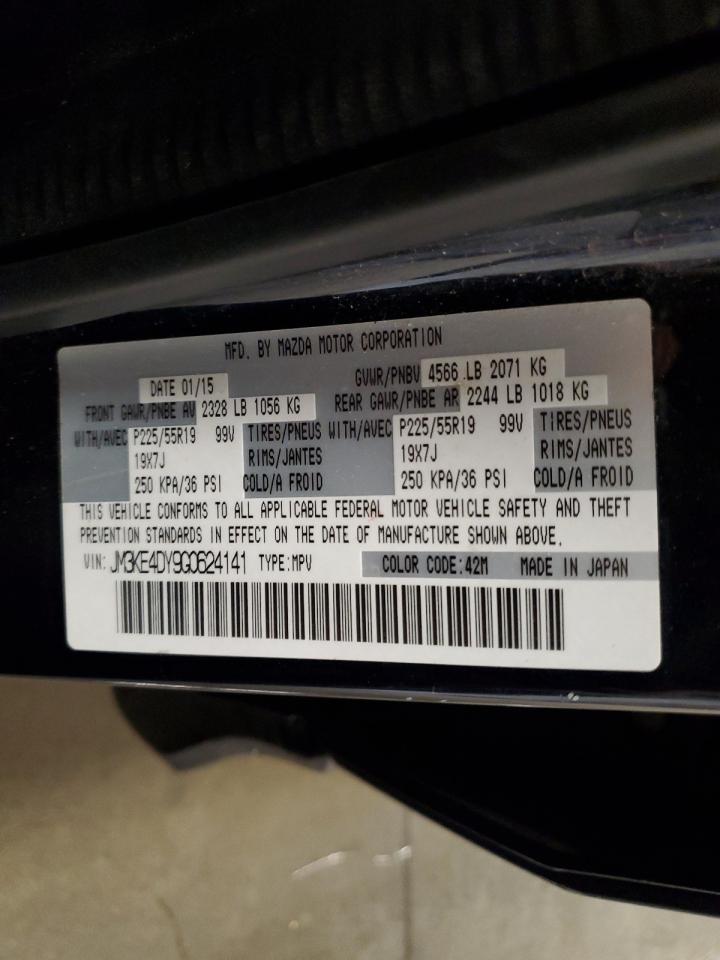 MFD. BY MAZDA MOTOR CORPORATION
DATE 01/15 GVWR/PNBV 4566 LB 2071 KG
FRONT GAWR/PNBE AV 2328 LB 1056 KG REAR GAWR/PNBE AR 2244 LB 1018 KG
WITH/AVEC P225/55R19 99V TIRES/PNEUS WITH/AVEC P225/55R19 99V TIRES/PNEUS
19X7J RIMS/JANTES 19X7J RIMS/JANTES
250 KPA/36 PSI COLD/A FROID 250 KPA/36 PSI COLD/A FROID
THIS VEHICLE CONFORMS TO ALL APPLICABLE FEDERAL MOTOR VEHICLE SAFETY AND THEFT
PREVENTION STANDARDS IN EFFECT ON THE DATE OF MANUFACTURE SHOWN ABOVE.
VIN: JM3KE4DY9G0624141 TYPE:MPV COLOR CODE:42M MADE IN JAPAN